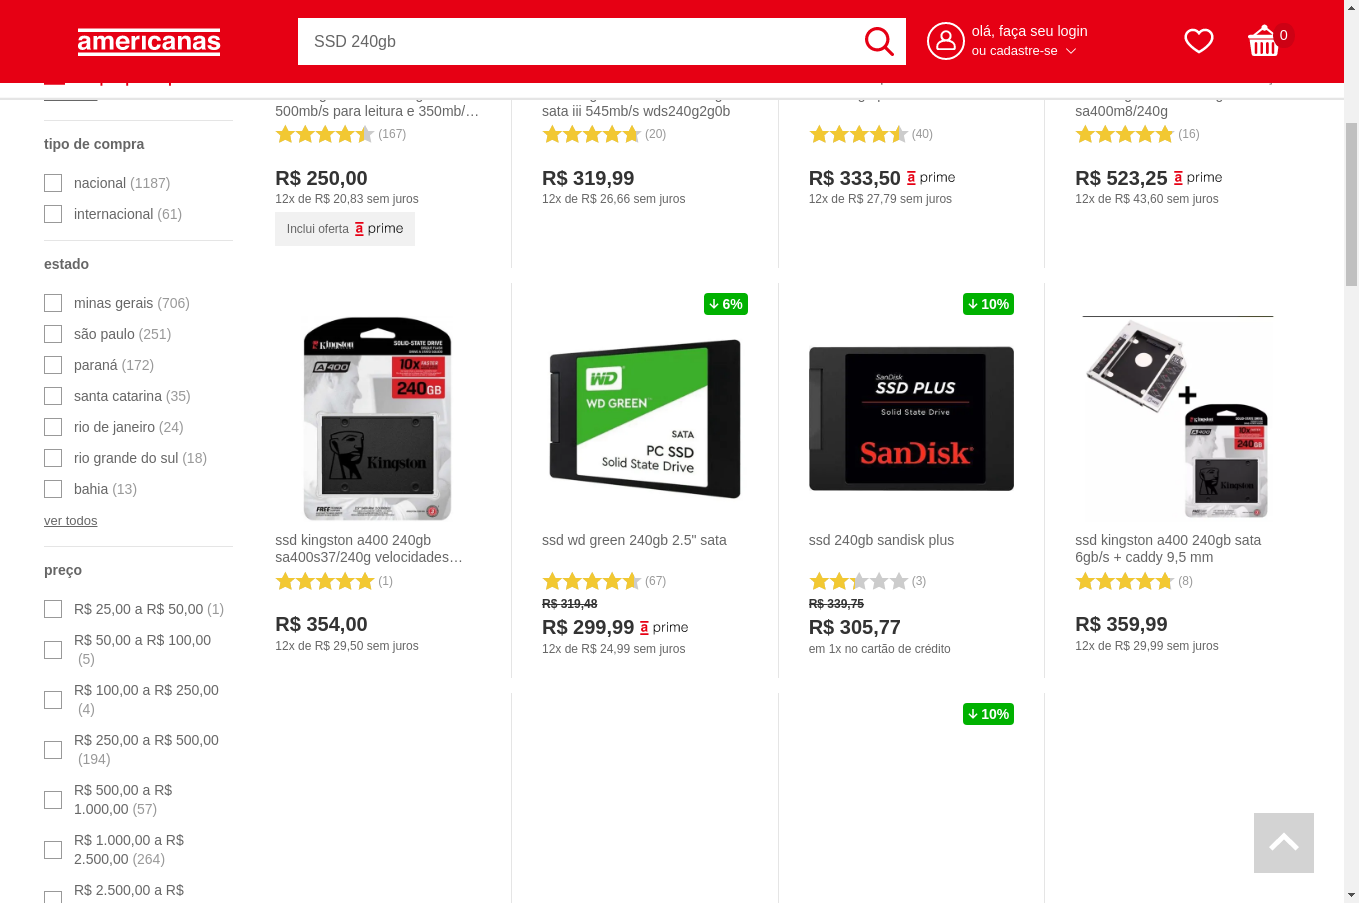 americanas
SSD 240gb
olá, faça seu login
ou cadastre-se
0
tipo de compra
nacional (1187)
internacional (61)
estado
minas gerais (706)
são paulo (251)
paraná (172)
santa catarina (35)
rio de janeiro (24)
rio grande do sul (18)
bahia (13)
ver todos
preço
R$ 25,00 a R$ 50,00 (1)
R$ 50,00 a R$ 100,00
(5)
R$ 100,00 a R$ 250,00
(4)
R$ 250,00 a R$ 500,00
(194)
R$ 500,00 a R$
1.000,00 (57)
R$ 1.000,00 a R$
2.500,00 (264)
R$ 2.500,00 a R$
500mb/s para leitura e 350mb/…
(167)
R$ 250,00
12x de R$ 20,83 sem juros
Inclui oferta a prime
sata iii 545mb/s wds240g2g0b
(20)
R$ 319,99
12x de R$ 26,66 sem juros
(40)
R$ 333,50 a prime
12x de R$ 27,79 sem juros
sa400m8/240g
(16)
R$ 523,25 a prime
12x de R$ 43,60 sem juros
Kingston
SOLID-STATE DRIVE
A400
10x FASTER
240GB
Kingston
FREE
ssd kingston a400 240gb
sa400s37/240g velocidades…
(1)
R$ 354,00
12x de R$ 29,50 sem juros
6%
WD
WD GREEN
SATA
PC SSD
Solid State Drive
ssd wd green 240gb 2.5" sata
(67)
R$ 319,48
R$ 299,99 a prime
12x de R$ 24,99 sem juros
10%
SanDisk
SSD PLUS
Solid State Drive
SanDisk
ssd 240gb sandisk plus
(3)
R$ 339,75
R$ 305,77
em 1x no cartão de crédito
+
Kingston
A400
10x
240GB
Kingston
ssd kingston a400 240gb sata
6gb/s + caddy 9,5 mm
(8)
R$ 359,99
12x de R$ 29,99 sem juros
10%